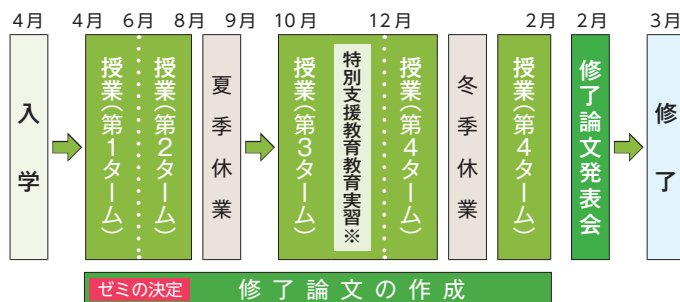 4月 4月 6月 8月 9月 10月 12月 2月 2月 3月
入学
授業(第1ターム)
授業(第2ターム)
夏季休業
授業(第3ターム)
特別支援教育教育実習※
授業(第4ターム)
冬季休業
授業(第4ターム)
修了論文発表会
修了
ゼミの決定 修了論文の作成